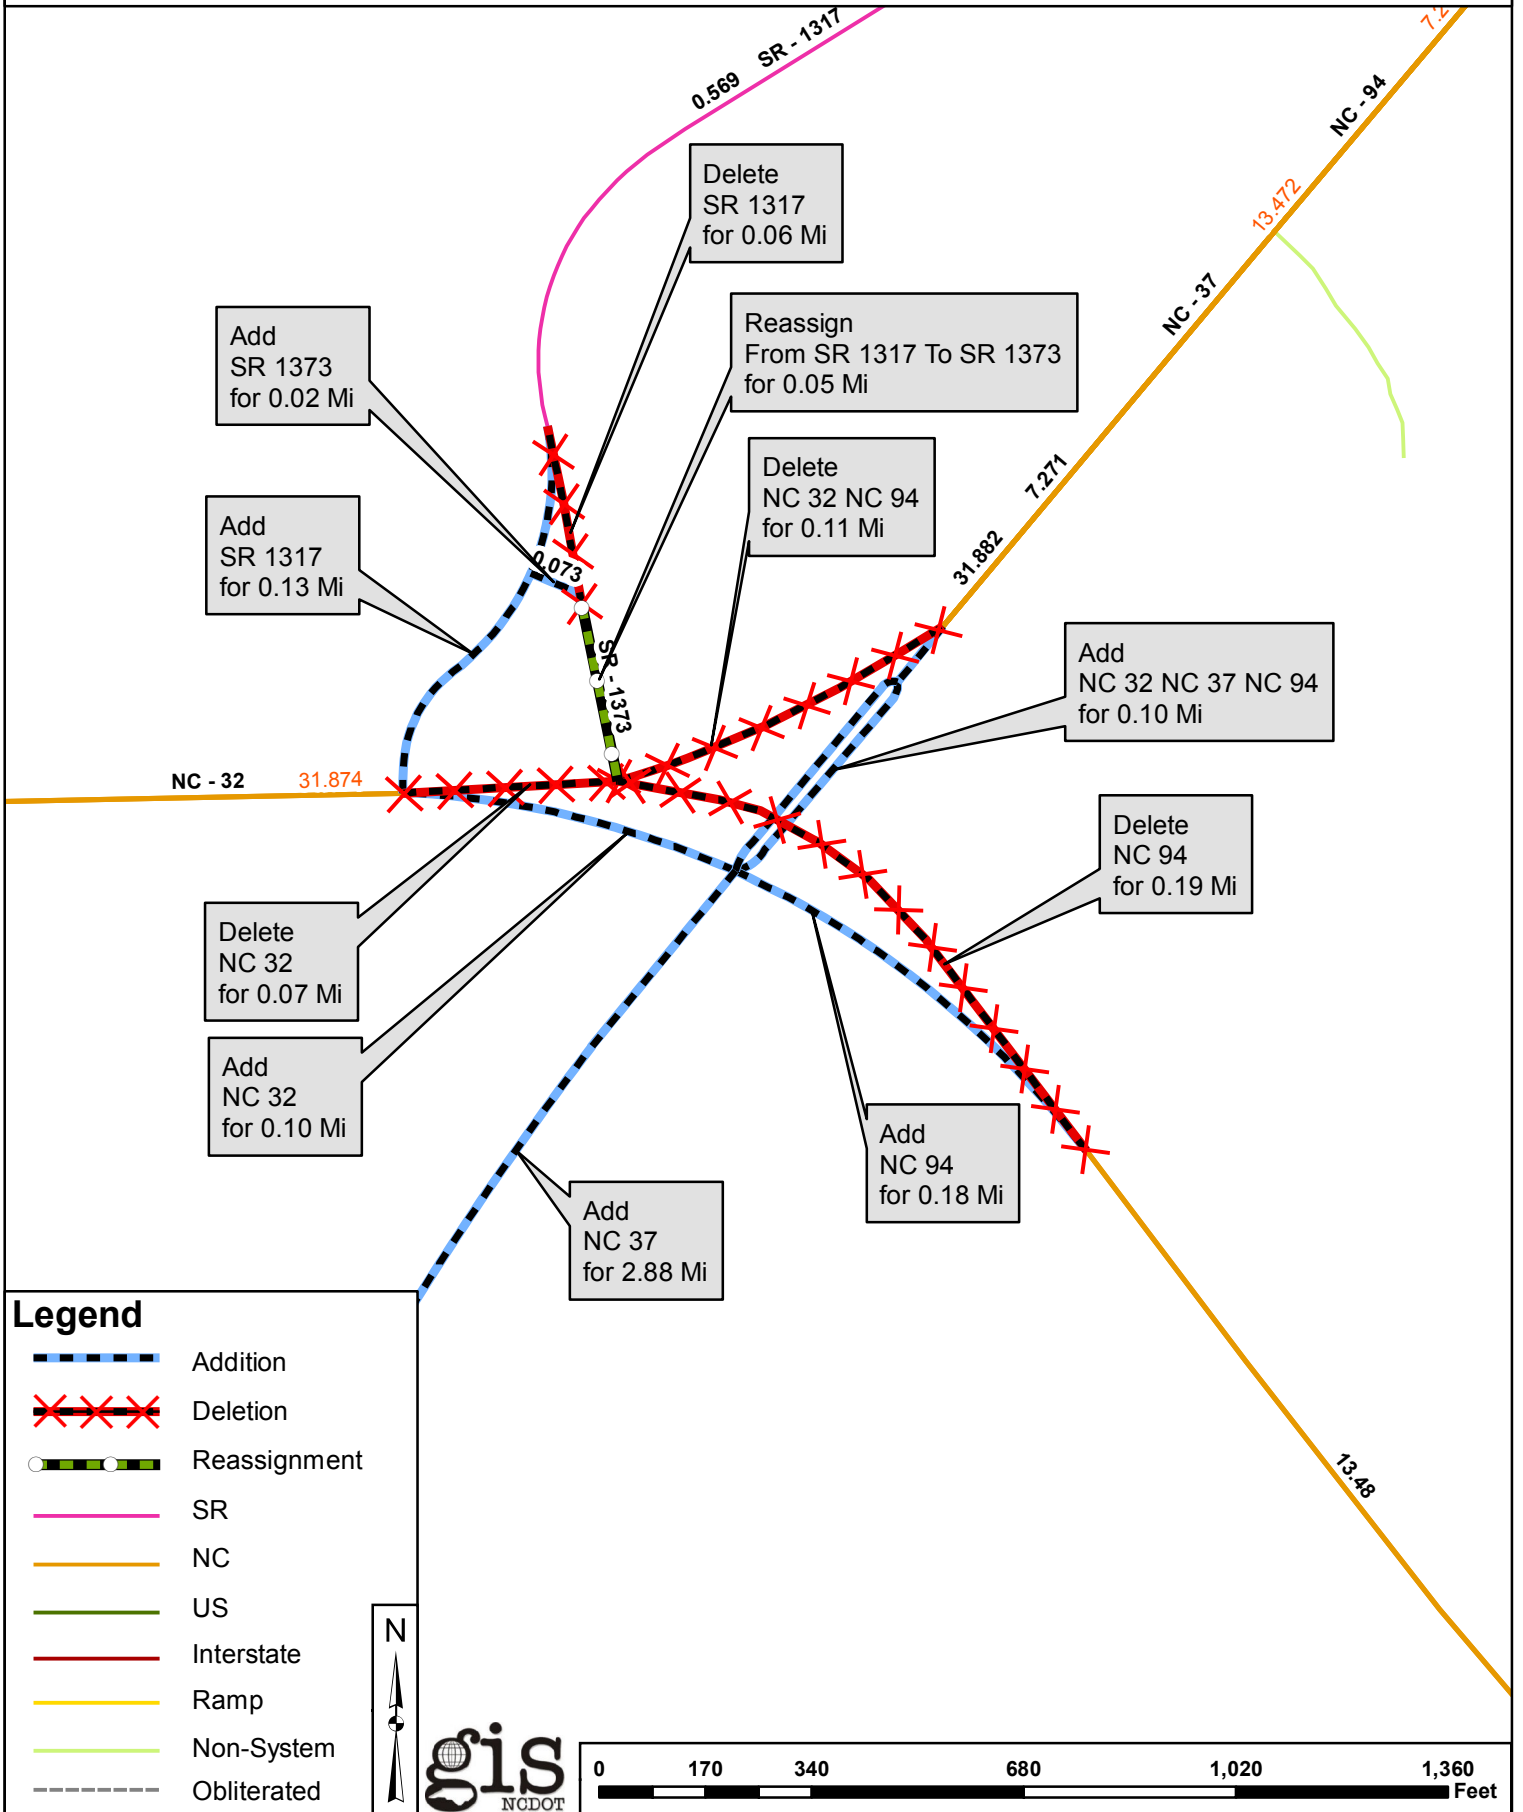 SR - 1317
0.569
7.2
NC - 94
13.472
NC - 37
7.271
31.882
Delete
SR 1317
for 0.06 Mi
Add
SR 1373
for 0.02 Mi
Reassign
From SR 1317 To SR 1373
for 0.05 Mi
Delete
NC 32 NC 94
for 0.11 Mi
Add
SR 1317
for 0.13 Mi
0.073
SR - 1373
Add
NC 32 NC 37 NC 94
for 0.10 Mi
NC - 32
31.874
Delete
NC 94
for 0.19 Mi
Delete
NC 32
for 0.07 Mi
Add
NC 32
for 0.10 Mi
Add
NC 94
for 0.18 Mi
Add
NC 37
for 2.88 Mi
13.48
Legend
Addition
Deletion
Reassignment
SR
NC
US
Interstate
Ramp
Non-System
Obliterated
N
gis
NCDOT
0 170 340 680 1,020 1,360
Feet